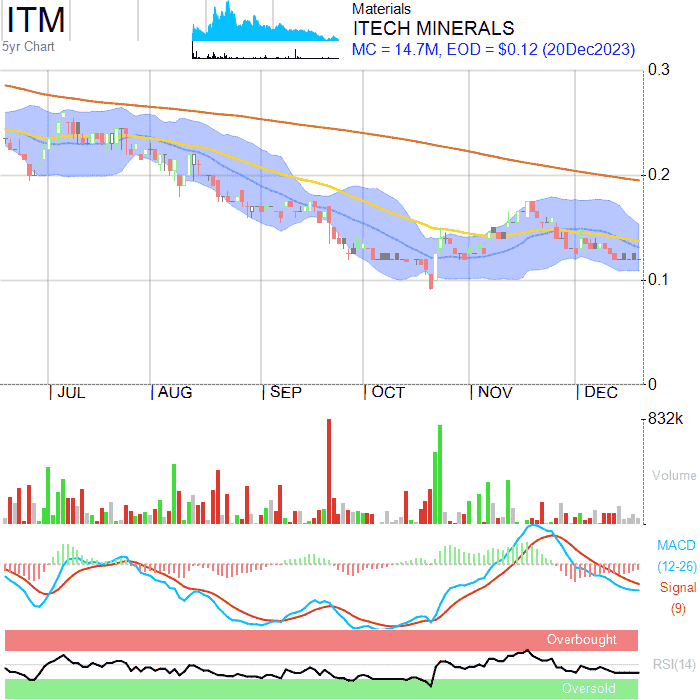 ITM
5yr Chart
Materials
ITECH MINERALS
MC = 14.7M, EOD = $0.12 (20Dec2023)
0.3
0.2
0.1
0
JUL
AUG
SEP
OCT
NOV
DEC
832k
Volume
MACD
(12-26)
Signal
(9)
Overbought
RSI(14)
Oversold